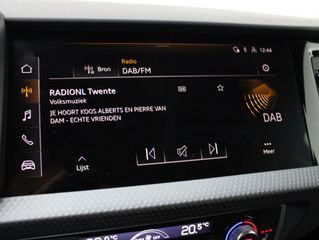 12:44
Radio
Bron
DAB/FM
RADIONL Twente
Volksmuziek
JE HOORT KOOS ALBERTS EN PIERRE VAN
DAM - ECHTE VRIENDEN
DAB
Lijst
Meer
OFF
20.5°C